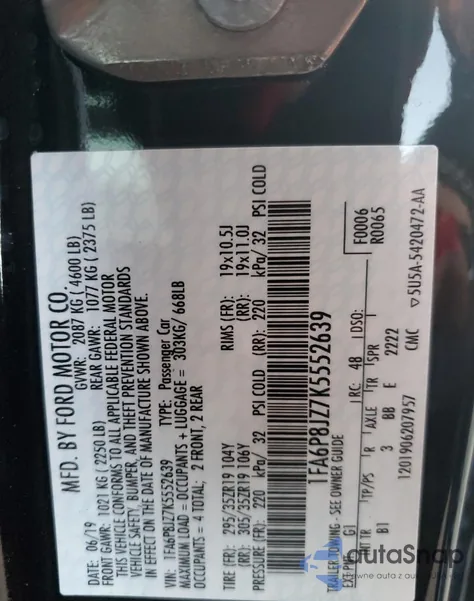 MFD. BY FORD MOTOR CO.
DATE: 06/19 GVWR: 2087 KG ( 4600 LB)
FRONT GAWR: 1021 KG ( 2250 LB) REAR GAWR: 1077 KG ( 2375 LB)
THIS VEHICLE CONFORMS TO ALL APPLICABLE FEDERAL MOTOR
VEHICLE SAFETY, BUMPER, AND THEFT PREVENTION STANDARDS
IN EFFECT ON THE DATE OF MANUFACTURE SHOWN ABOVE.
VIN: 1FA6P8JZ7K5552639 TYPE: Passenger Car
MAXIMUM LOAD = OCCUPANTS + LUGGAGE = 303KG/ 668LB
OCCUPANTS = 4 TOTAL; 2 FRONT, 2 REAR
TIRE (FR): 295/35ZR19 104Y RIMS (FR): 19x10.5J
(RR): 305/35ZR19 106Y (RR): 19x11.0J
PRESSURE (FR): 220 kPa/ 32 PSI COLD (RR): 220 kPa/ 32 PSI COLD
1FA6P8JZ7K5552639
F0006
R0065
TRAILER TOWING - SEE OWNER GUIDE
EXT PNT: G1 RC: 48 DSO:
TP/PS R AXLE TR SPR
B1 3 BB E 2222
1201906207957 CMC
5U5A-5420472-AA
autoSnap